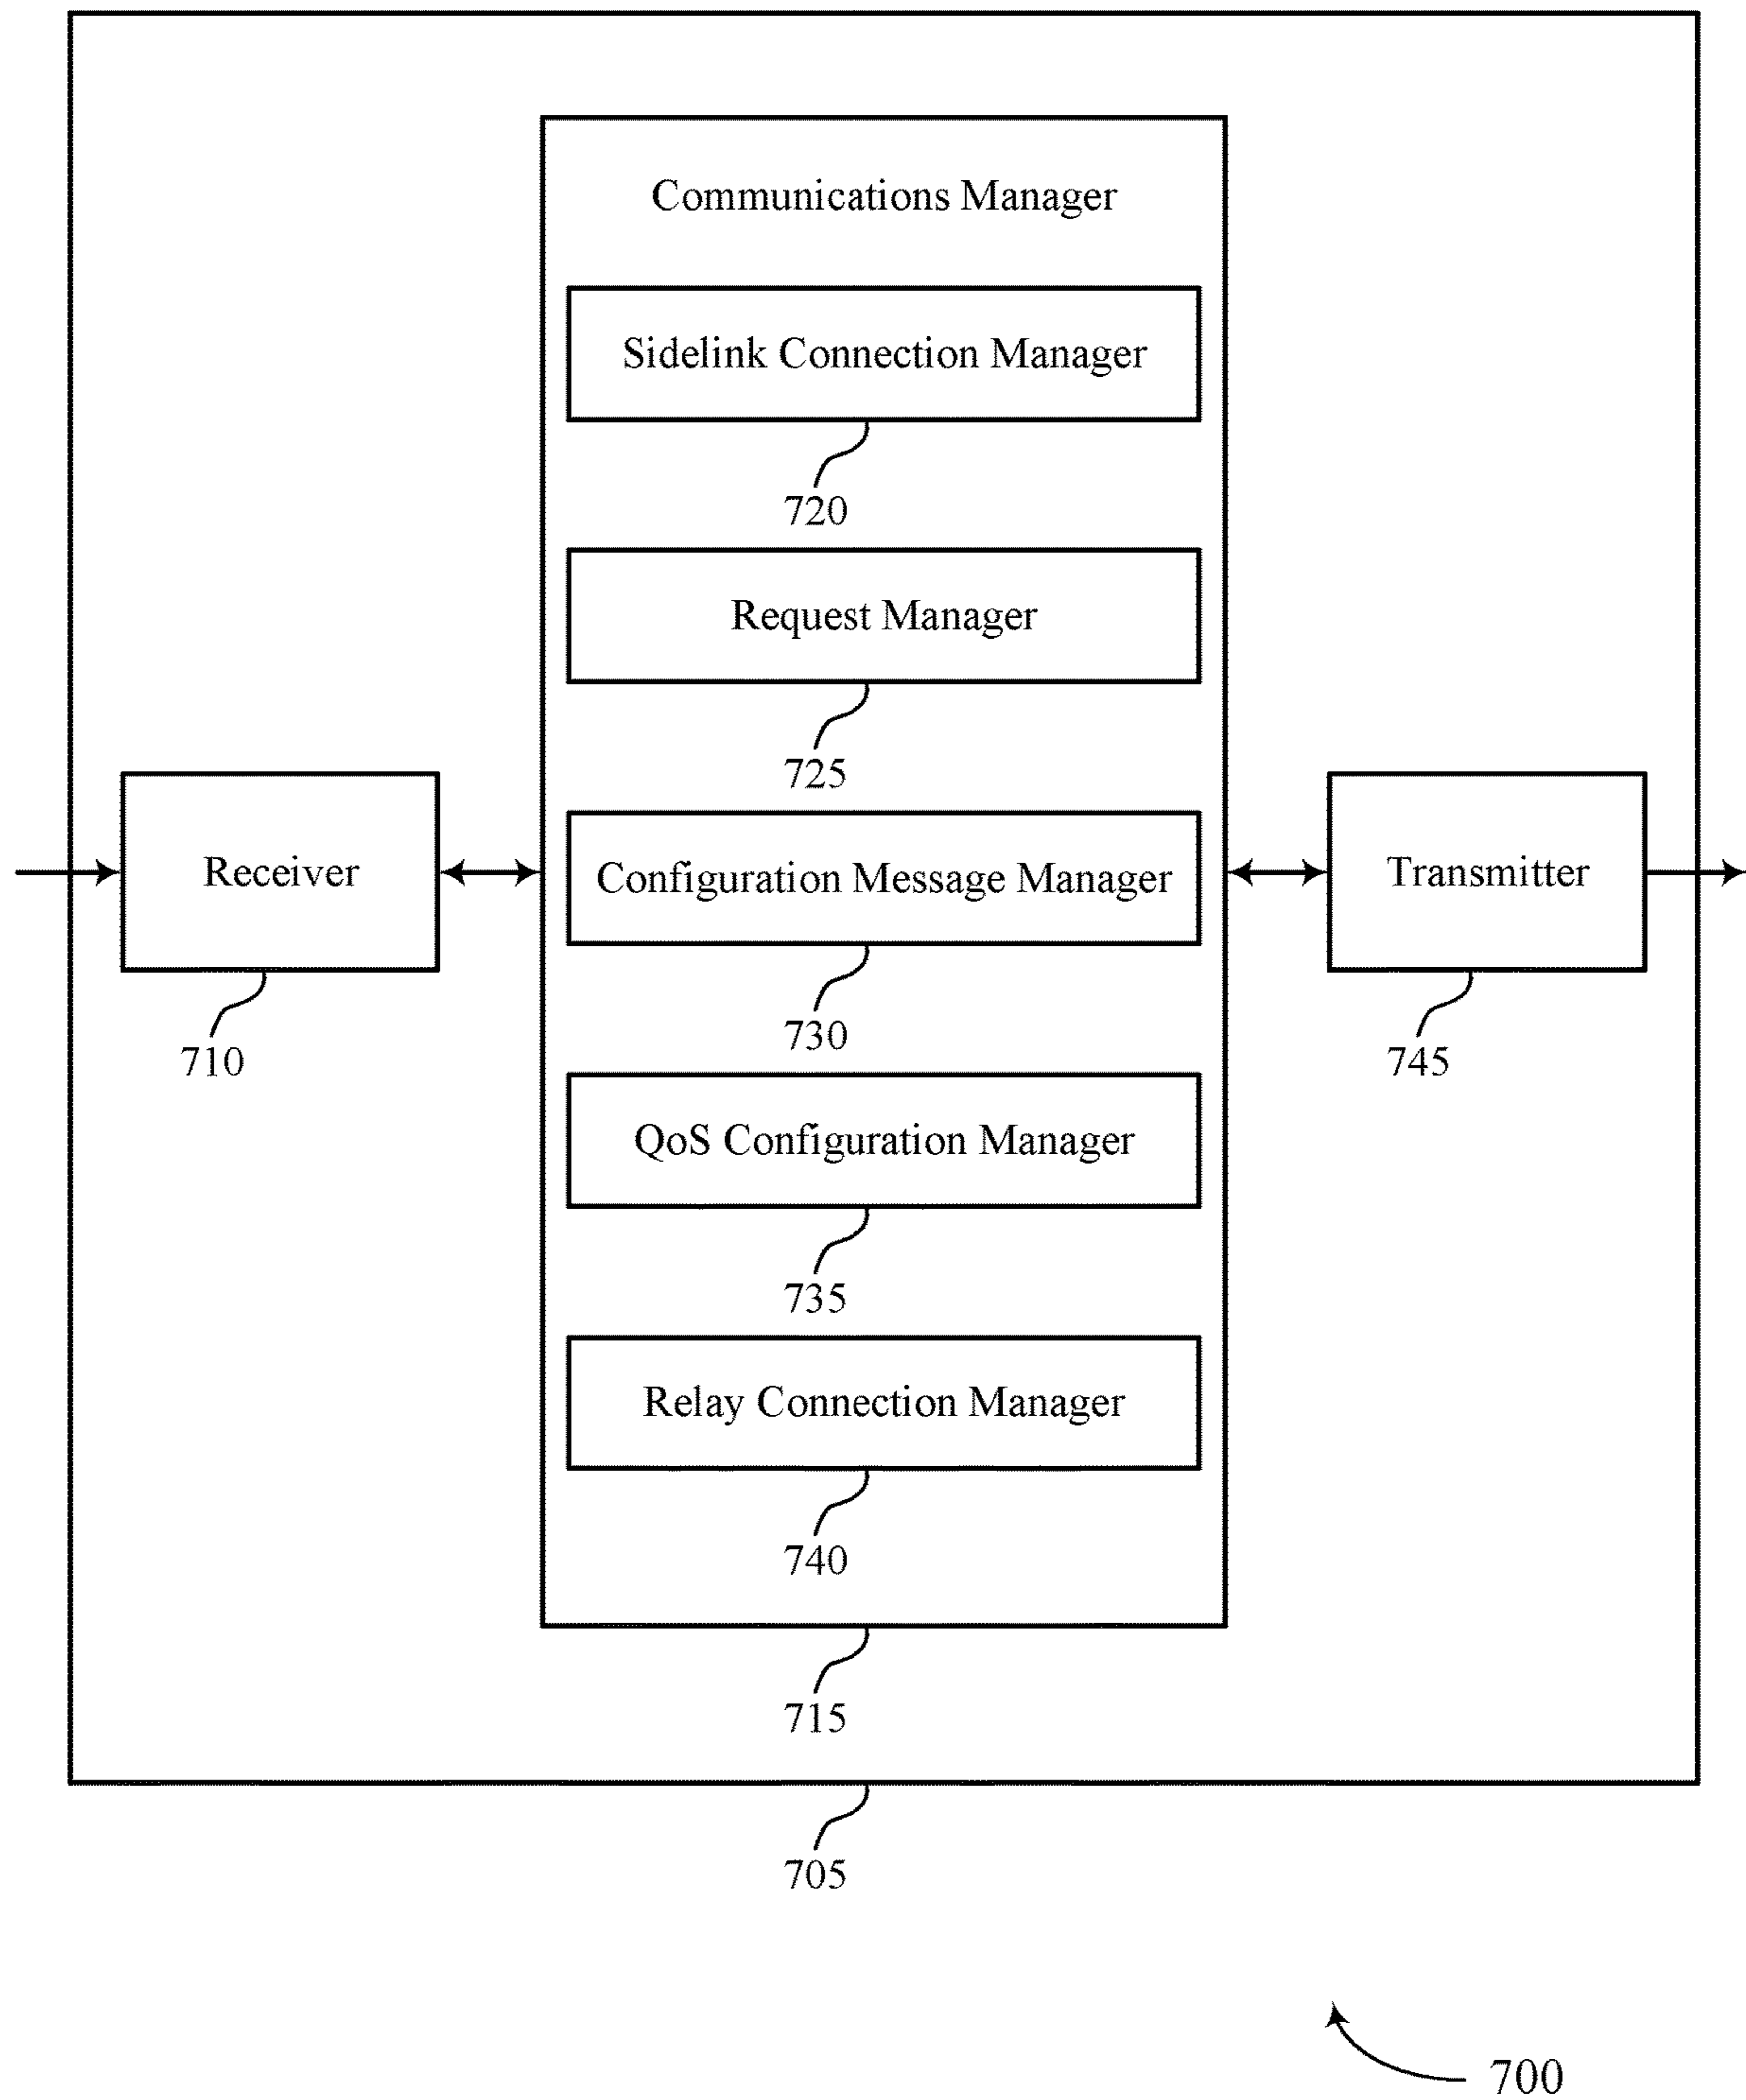 Communications Manager
Sidelink Connection Manager
720
Request Manager
725
Receiver
710
Configuration Message Manager
730
Transmitter
745
QoS Configuration Manager
735
Relay Connection Manager
740
715
705
700